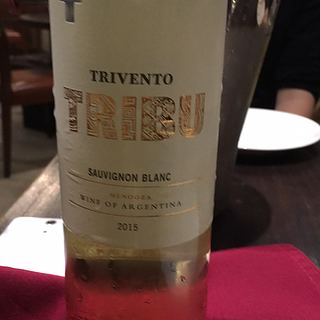 TRIVENTO
TRIBU
SAUVIGNON BLANC
MENDOZA
WINE OF ARGENTINA
2015